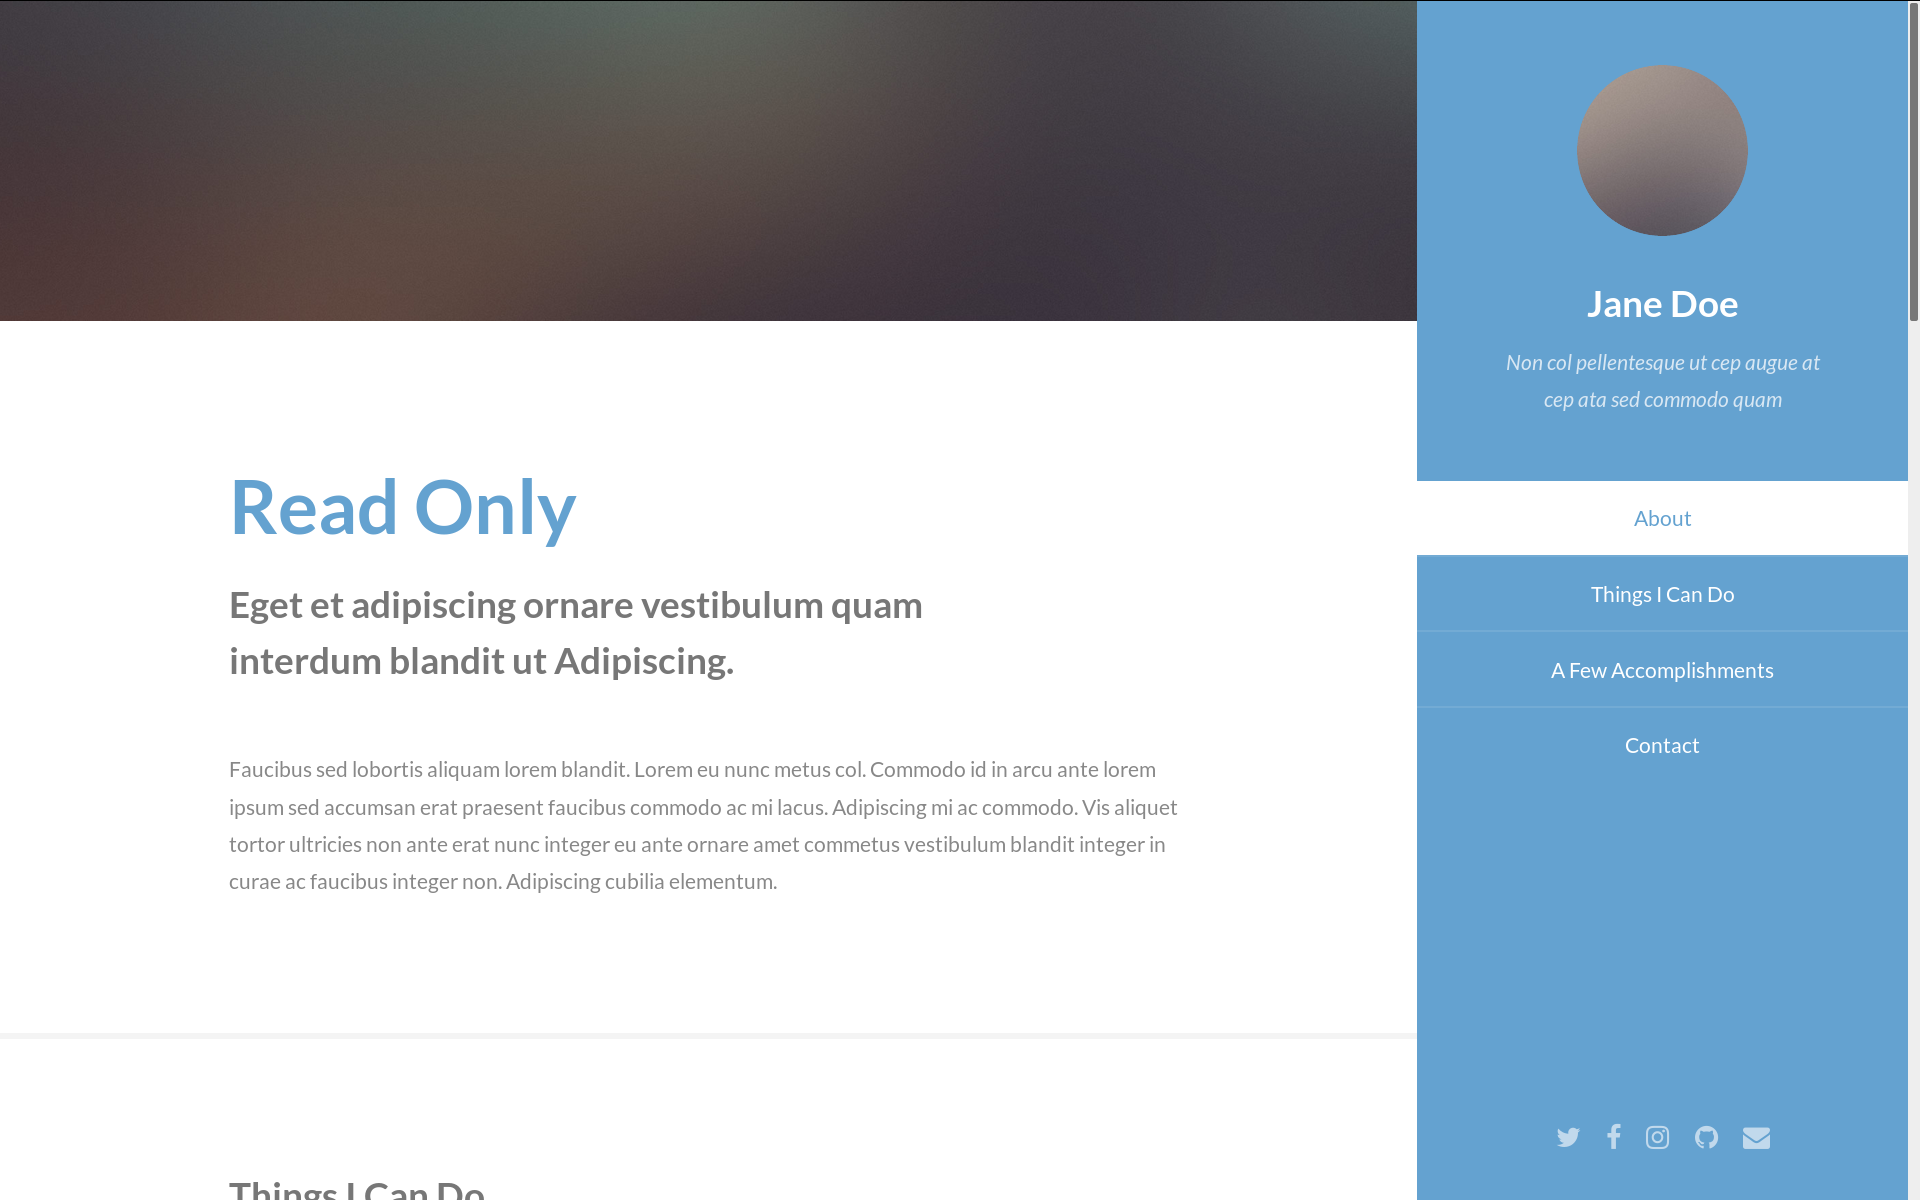 Read Only
Eget et adipiscing ornare vestibulum quam
interdum blandit ut Adipiscing.
Faucibus sed lobortis aliquam lorem blandit. Lorem eu nunc metus col. Commodo id in arcu ante lorem
ipsum sed accumsan erat praesent faucibus commodo ac mi lacus. Adipiscing mi ac commodo. Vis aliquet
tortor ultricies non ante erat nunc integer eu ante ornare amet commetus vestibulum blandit integer in
curae ac faucibus integer non. Adipiscing cubilia elementum.
Things I Can Do
Jane Doe
Non col pellentesque ut cep augue at
cep ata sed commodo quam
About
Things I Can Do
A Few Accomplishments
Contact